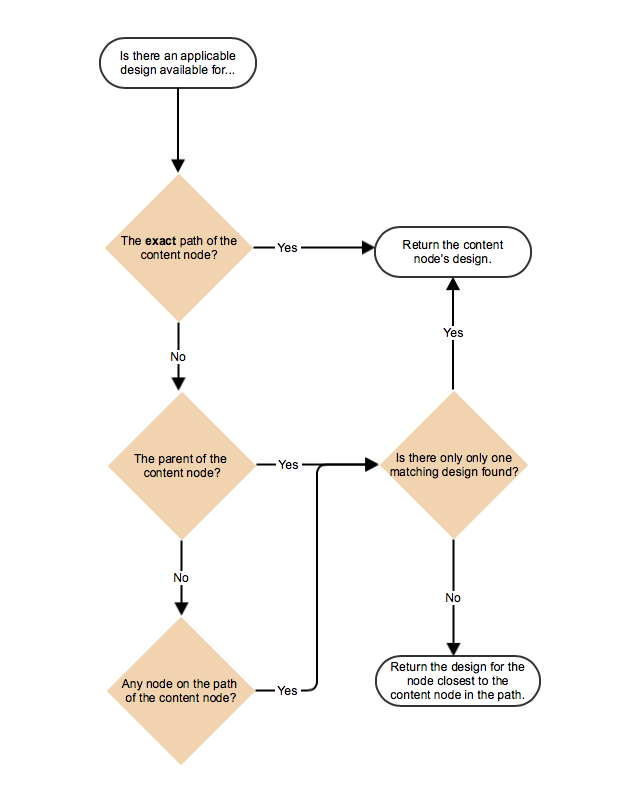 Is there an applicable
design available for...
The exact path of the
content node?
Yes
Return the content
node's design.
No
Yes
The parent of the
content node?
Yes
Is there only only one
matching design found?
No
No
Any node on the path
of the content node?
Yes
Return the design for the
node closest to the
content node in the path.